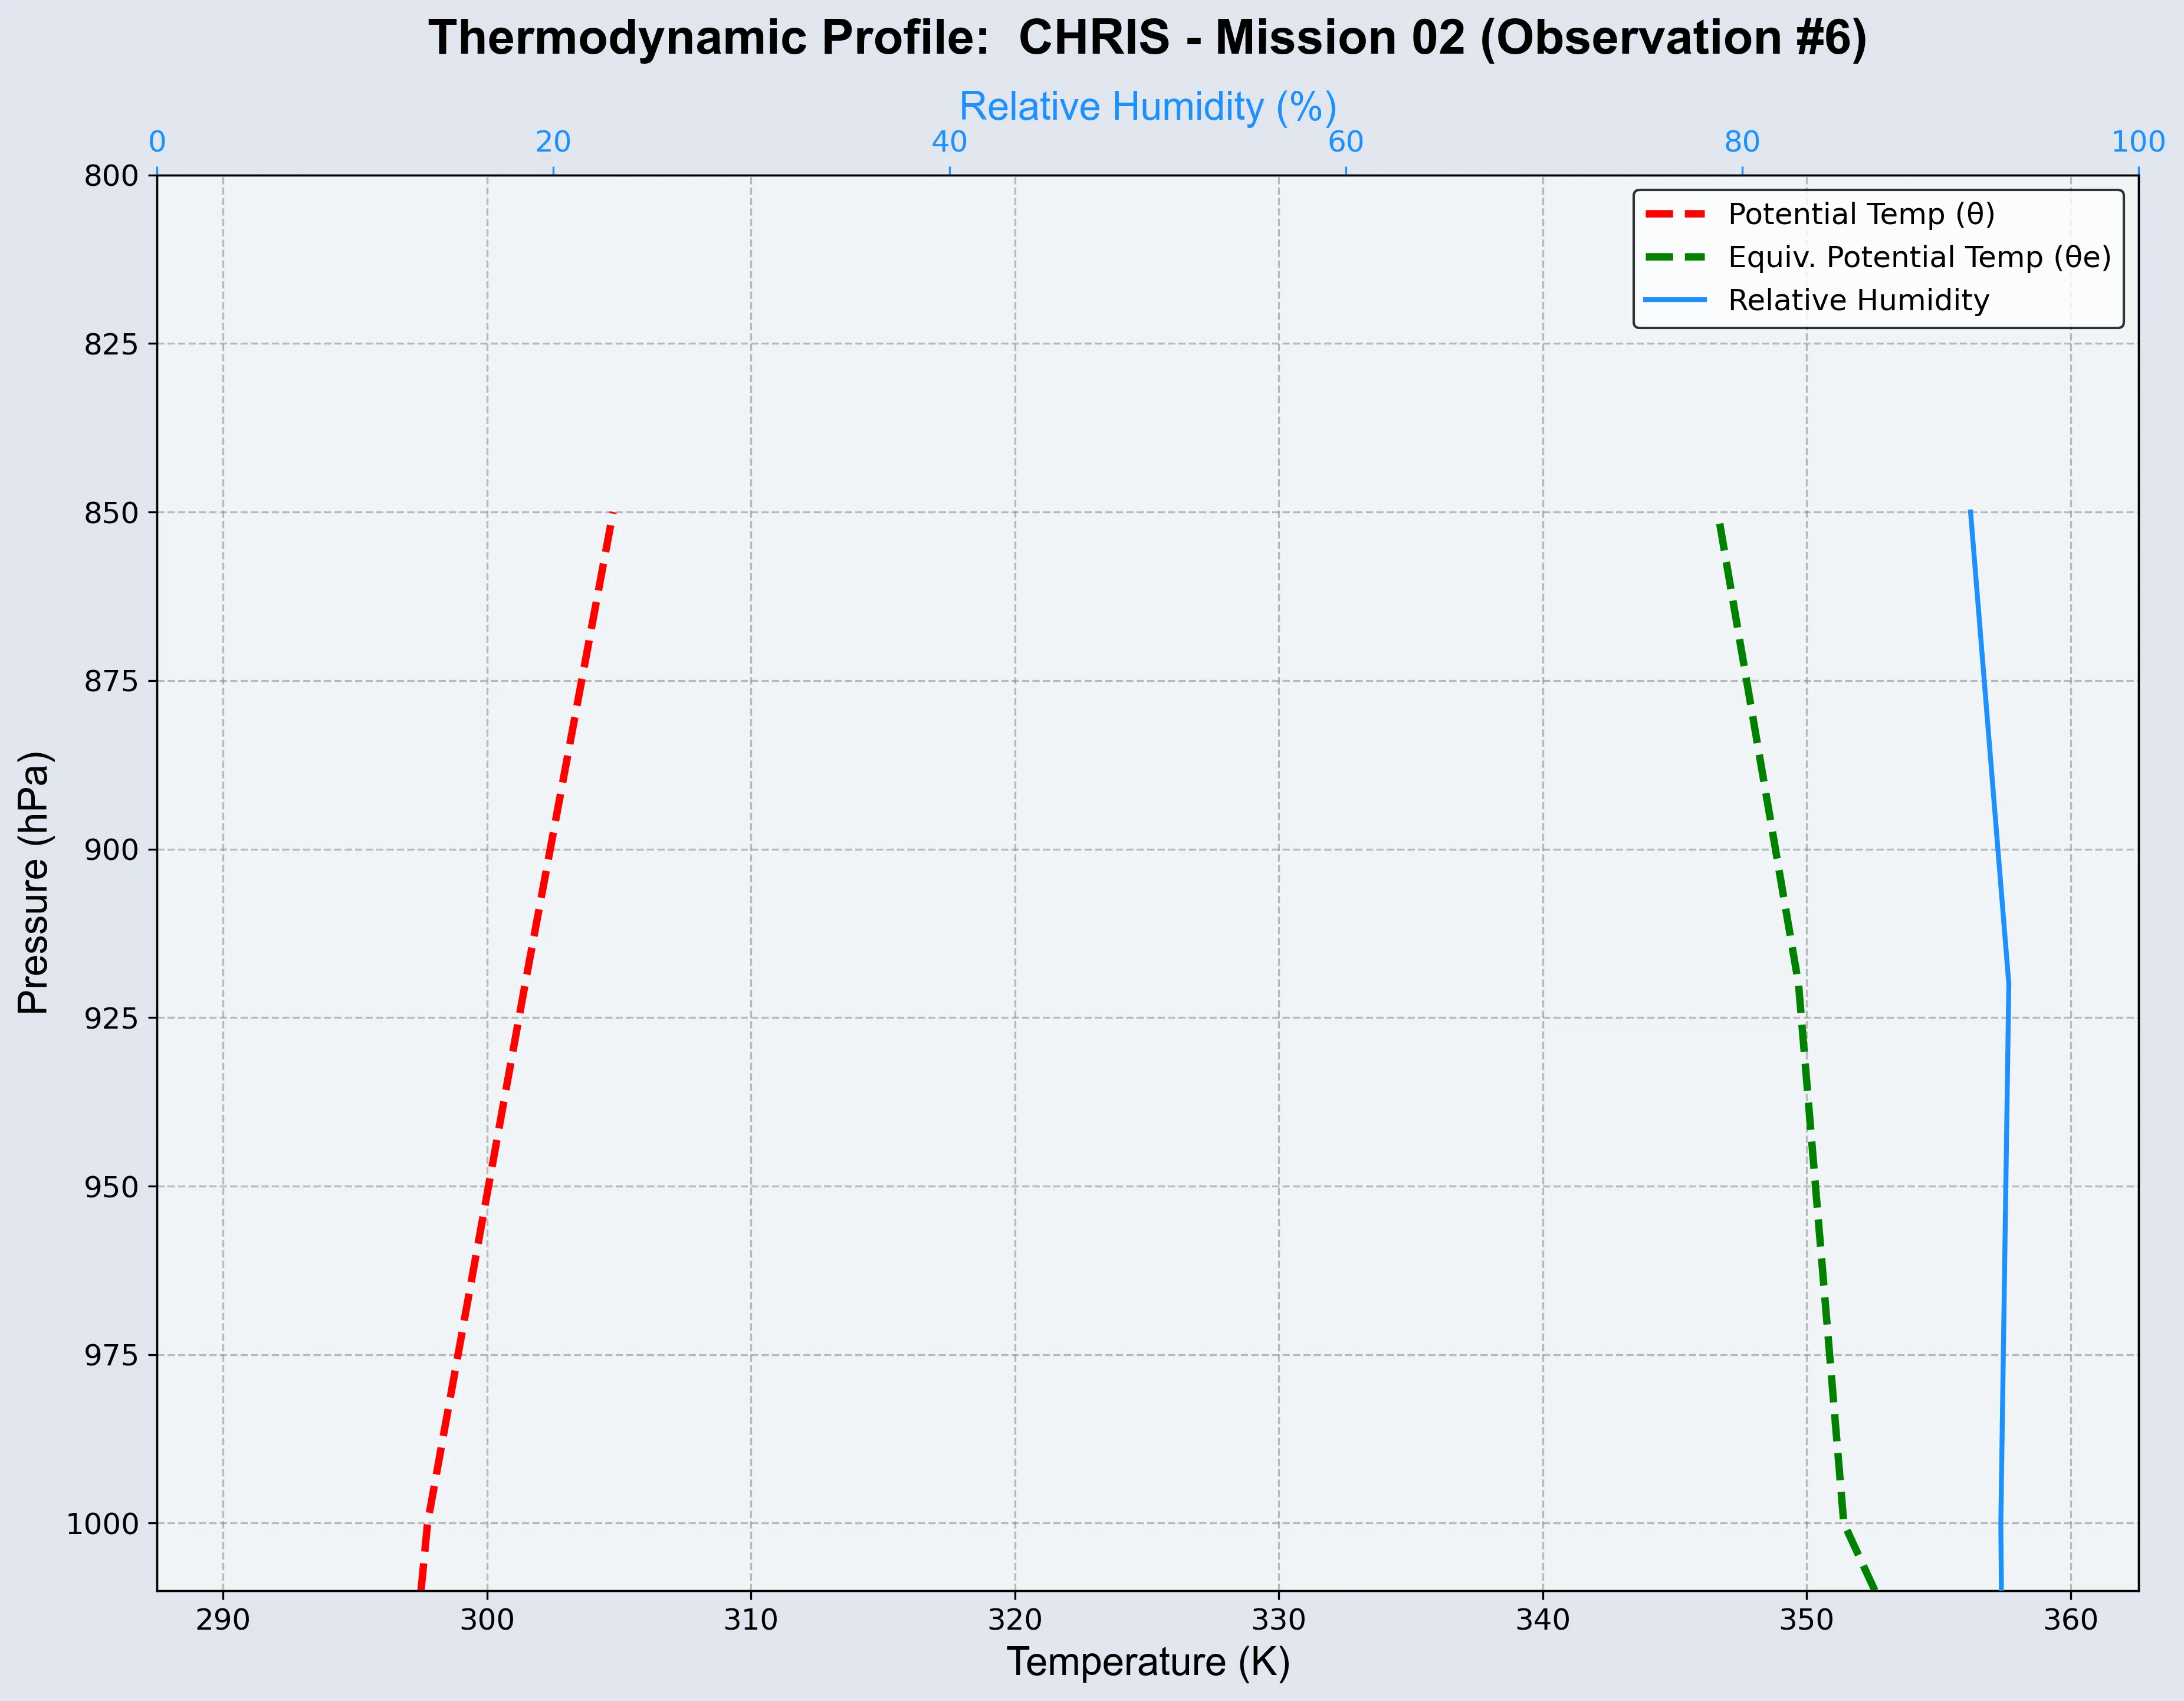 Thermodynamic Profile:  CHRIS - Mission 02 (Observation #6)
Relative Humidity (%)
0 20 40 60 80 100
Potential Temp (θ)
Equiv. Potential Temp (θe)
Relative Humidity
Pressure (hPa)
800
825
850
875
900
925
950
975
1000
290 300 310 320 330 340 350 360
Temperature (K)